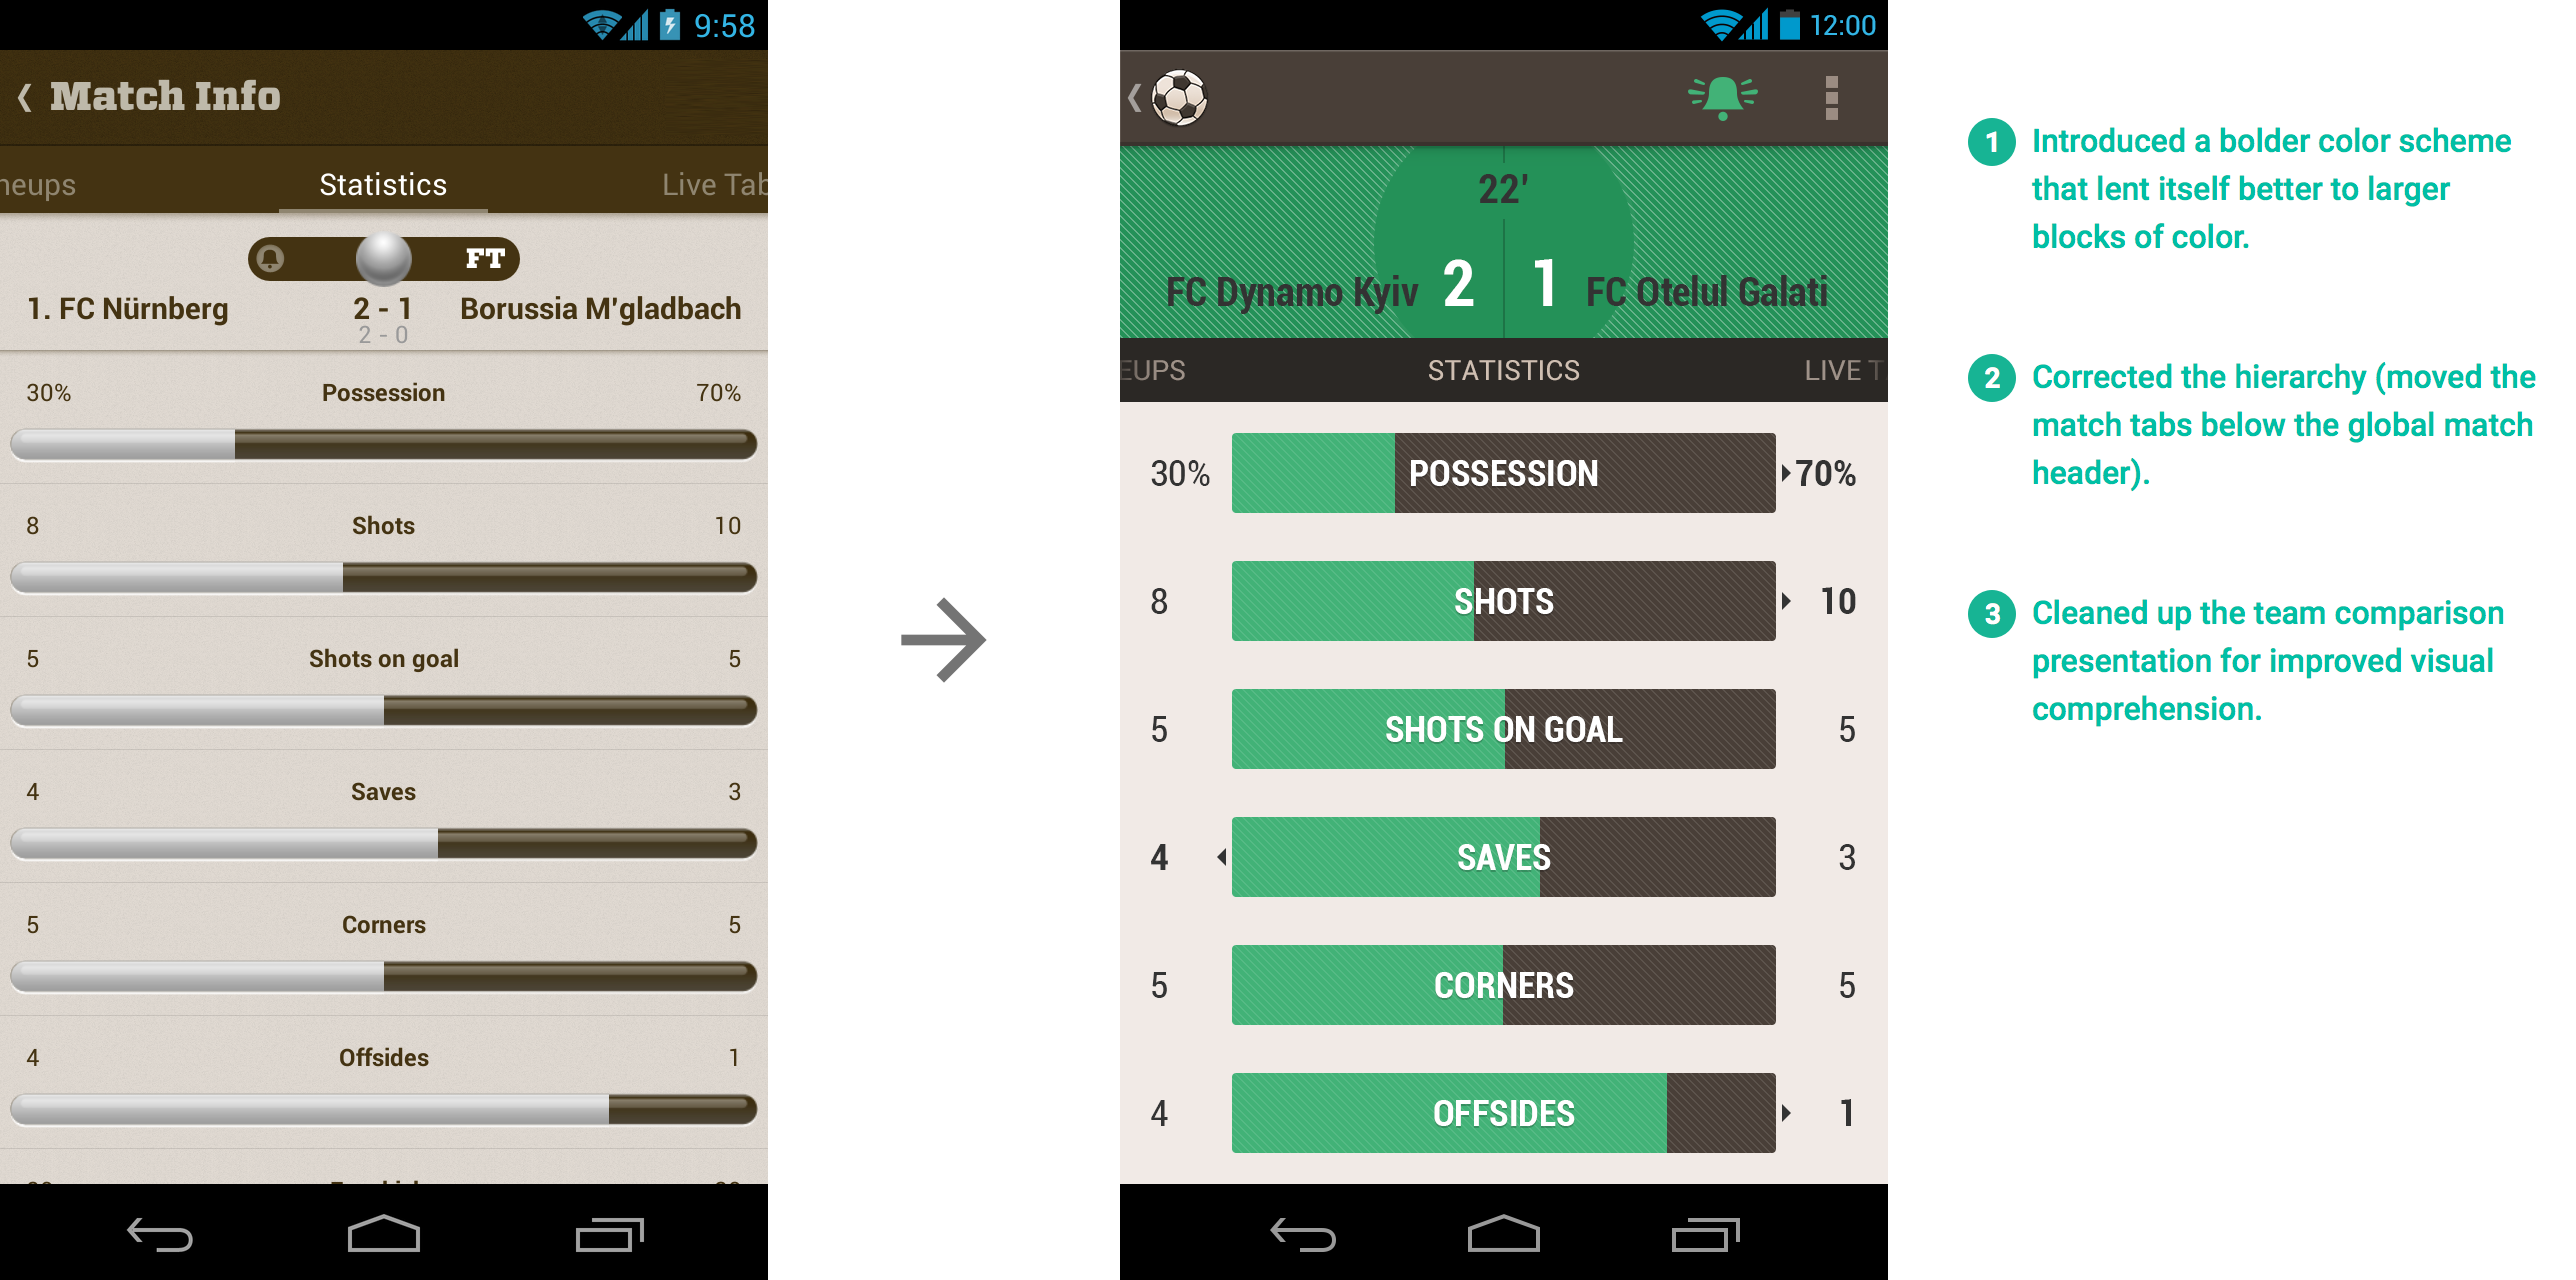 9:58
Match Info
neups
Statistics
Live Tab
FT
1. FC Nürnberg
2 - 1
Borussia M'gladbach
2 - 0
30%
Possession
70%
8
Shots
10
5
Shots on goal
5
4
Saves
3
5
Corners
5
4
Offsides
1
12:00
22'
FC Dynamo Kyiv
2
1
FC Otelul Galati
EUPS
STATISTICS
LIVE T
30%
POSSESSION
70%
8
SHOTS
10
5
SHOTS ON GOAL
5
4
SAVES
3
5
CORNERS
5
4
OFFSIDES
1
1
Introduced a bolder color scheme
that lent itself better to larger
blocks of color.
2
Corrected the hierarchy (moved the
match tabs below the global match
header).
3
Cleaned up the team comparison
presentation for improved visual
comprehension.